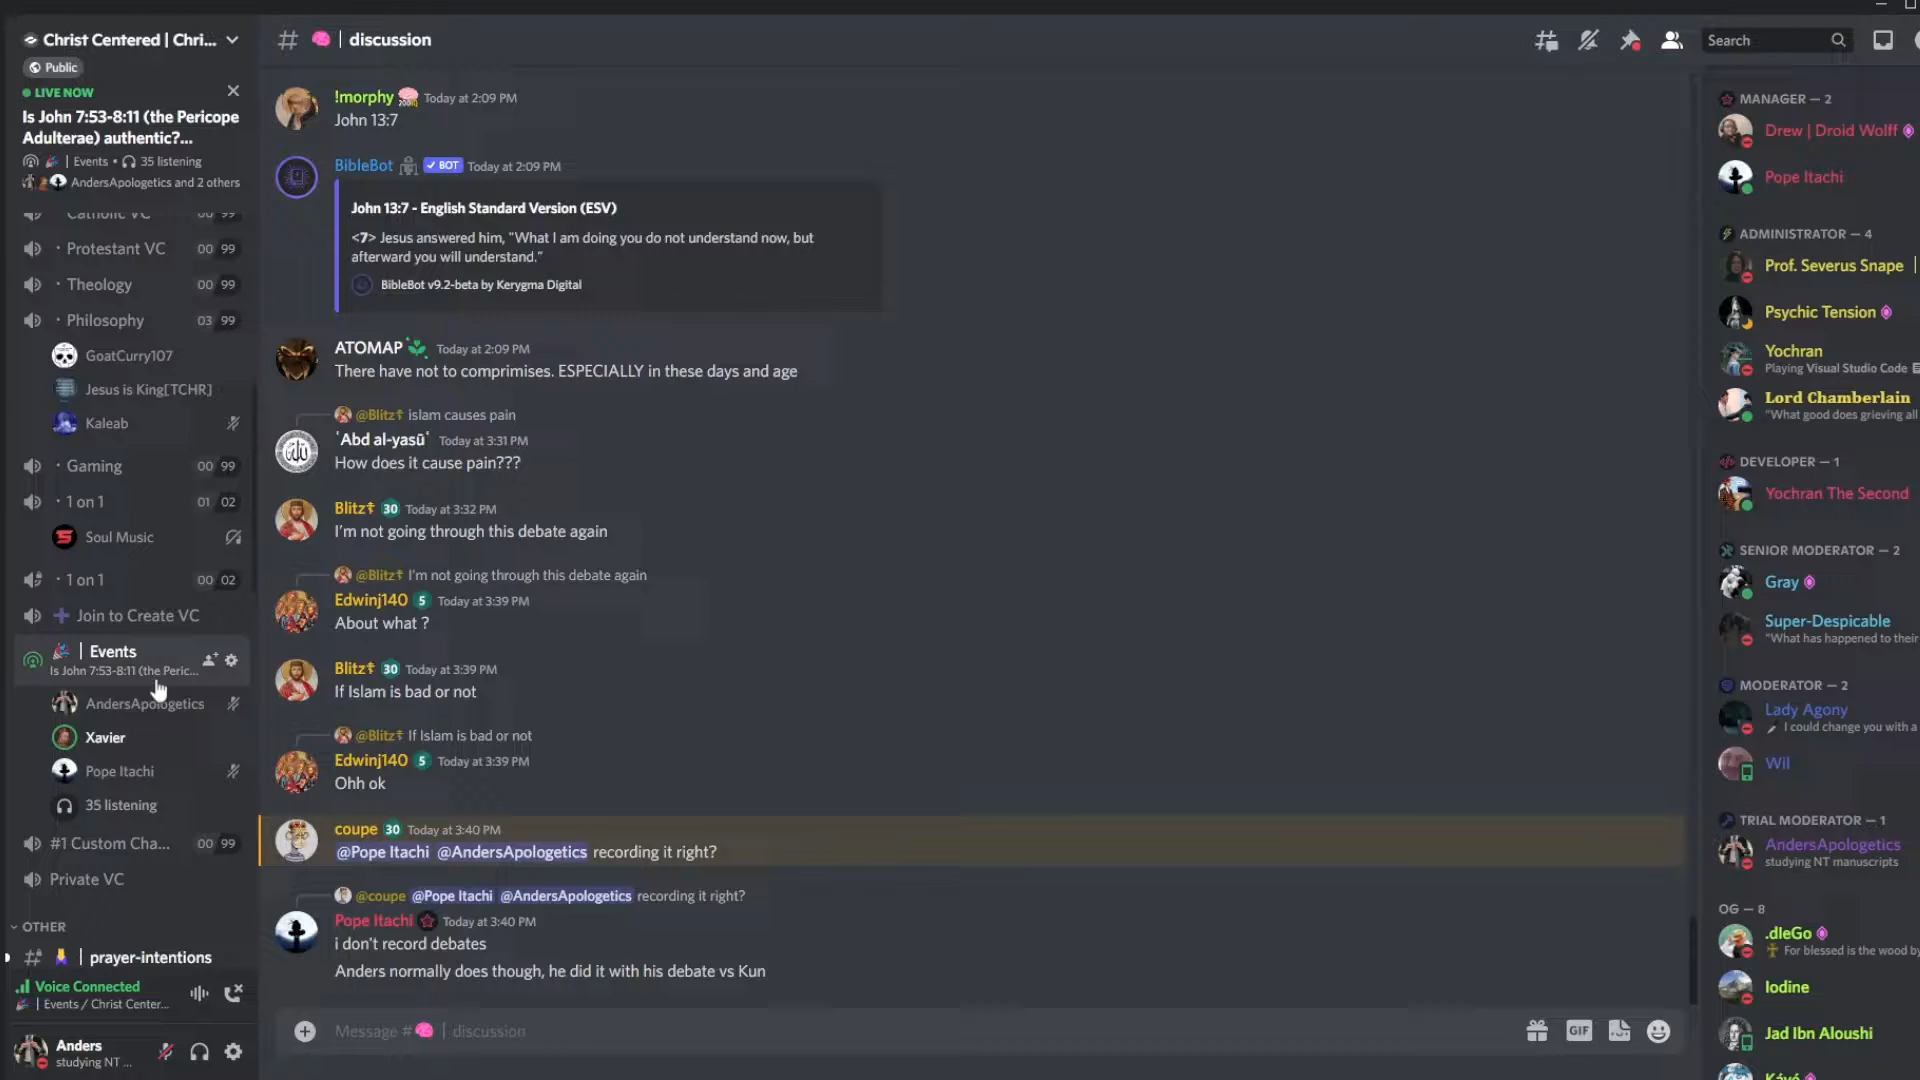 Christ Centered | Chri...
Public
LIVE NOW
Is John 7:53-8:11 (the Pericope
Adulterae) authentic?...
| Events • 35 listening
AndersApologetics and 2 others
Catholic VC 00 99
· Protestant VC 00 99
· Theology 00 99
· Philosophy 03 99
GoatCurry107
Jesus is King[TCHR]
Kaleab
· Gaming 00 99
· 1 on 1 01 02
Soul Music
· 1 on 1 00 02
Join to Create VC
| Events
Is John 7:53-8:11 (the Peric...
AndersApologetics
Xavier
Pope Itachi
35 listening
#1 Custom Cha... 00 99
Private VC
OTHER
| prayer-intentions
Voice Connected
| Events / Christ Center...
Anders
studying NT ...
| discussion
!morphy Today at 2:09 PM
John 13:7
BibleBot BOT Today at 2:09 PM
John 13:7 - English Standard Version (ESV)
<7> Jesus answered him, "What I am doing you do not understand now, but
afterward you will understand."
BibleBot v9.2-beta by Kerygma Digital
ATOMAP Today at 2:09 PM
There have not to comprimises. ESPECIALLY in these days and age
@Blitz☦ islam causes pain
ʿAbd al-yasūʿ Today at 3:31 PM
How does it cause pain???
Blitz☦ 30 Today at 3:32 PM
I'm not going through this debate again
@Blitz☦ I'm not going through this debate again
Edwinj140 5 Today at 3:39 PM
About what ?
Blitz☦ 30 Today at 3:39 PM
If Islam is bad or not
@Blitz☦ If Islam is bad or not
Edwinj140 5 Today at 3:39 PM
Ohh ok
coupe 30 Today at 3:40 PM
@Pope Itachi @AndersApologetics recording it right?
@coupe @Pope Itachi @AndersApologetics recording it right?
Pope Itachi Today at 3:40 PM
i don't record debates
Anders normally does though, he did it with his debate vs Kun
Message # | discussion
GIF
Search
MANAGER — 2
Drew | Droid Wolff
Pope Itachi
ADMINISTRATOR — 4
Prof. Severus Snape |
Psychic Tension
Yochran
Playing Visual Studio Code
Lord Chamberlain
"What good does grieving all
DEVELOPER — 1
Yochran The Second
SENIOR MODERATOR — 2
Gray
Super-Despicable
"What has happened to their
MODERATOR — 2
Lady Agony
I could change you with a
Wil
TRIAL MODERATOR — 1
AndersApologetics
studying NT manuscripts
OG — 8
.dleGo
For blessed is the wood by
Iodine
Jad Ibn Aloushi